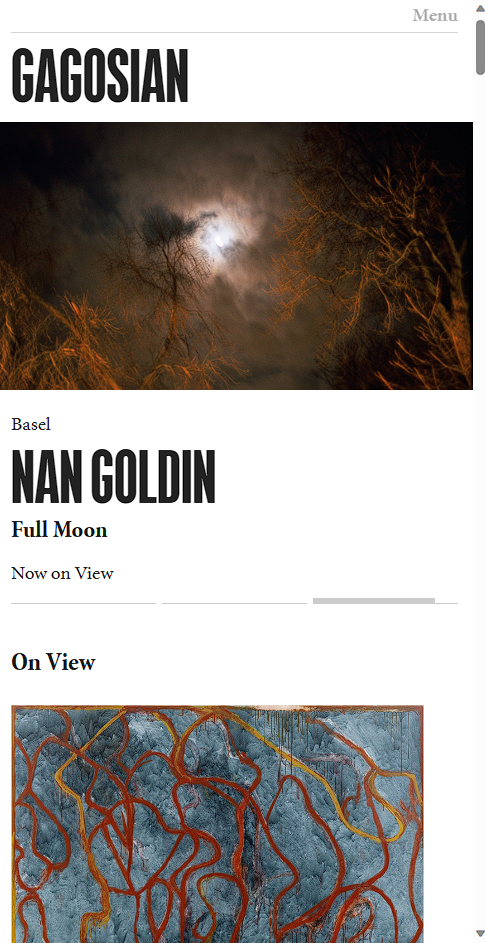 Menu
GAGOSIAN
Basel
NAN GOLDIN
Full Moon
Now on View
On View